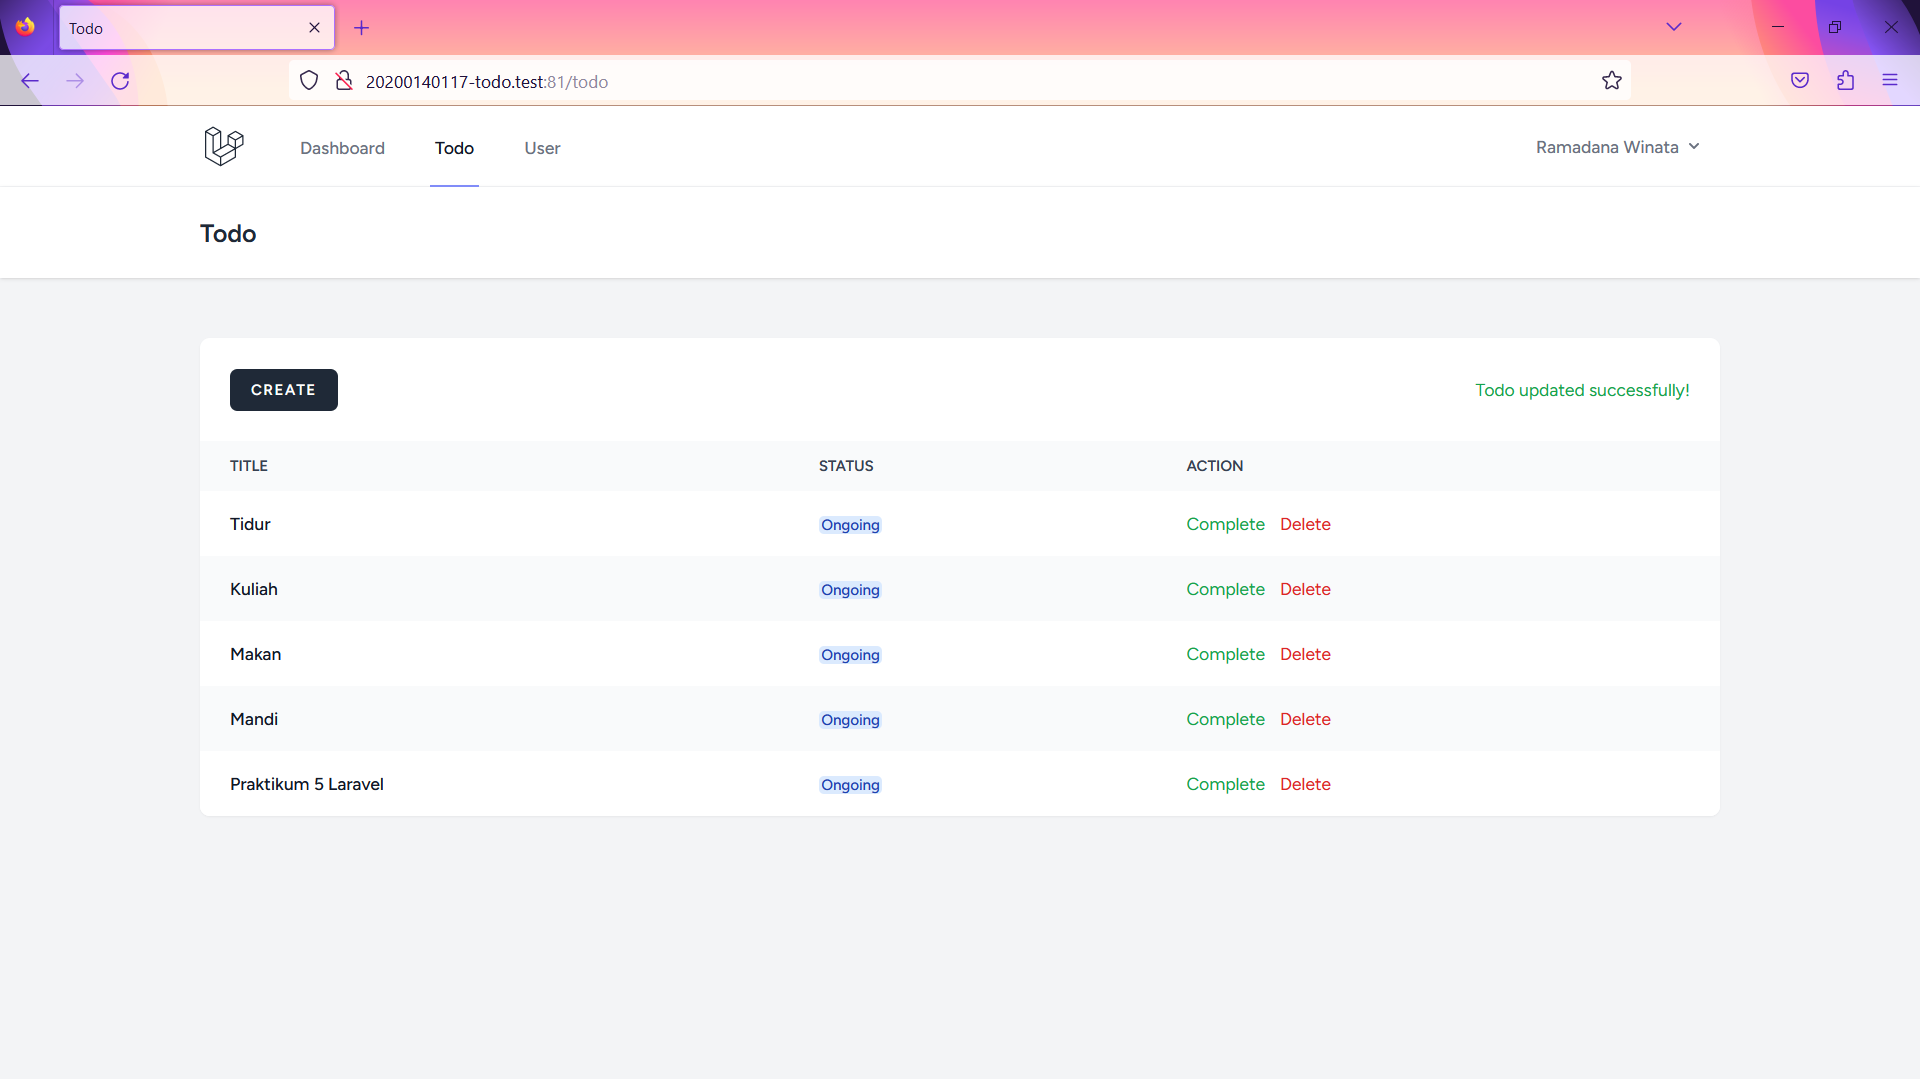 Todo
20200140117-todo.test:81/todo
Dashboard Todo User Ramadana Winata
Todo
CREATE Todo updated successfully!
TITLE STATUS ACTION
Tidur Ongoing Complete Delete
Kuliah Ongoing Complete Delete
Makan Ongoing Complete Delete
Mandi Ongoing Complete Delete
Praktikum 5 Laravel Ongoing Complete Delete